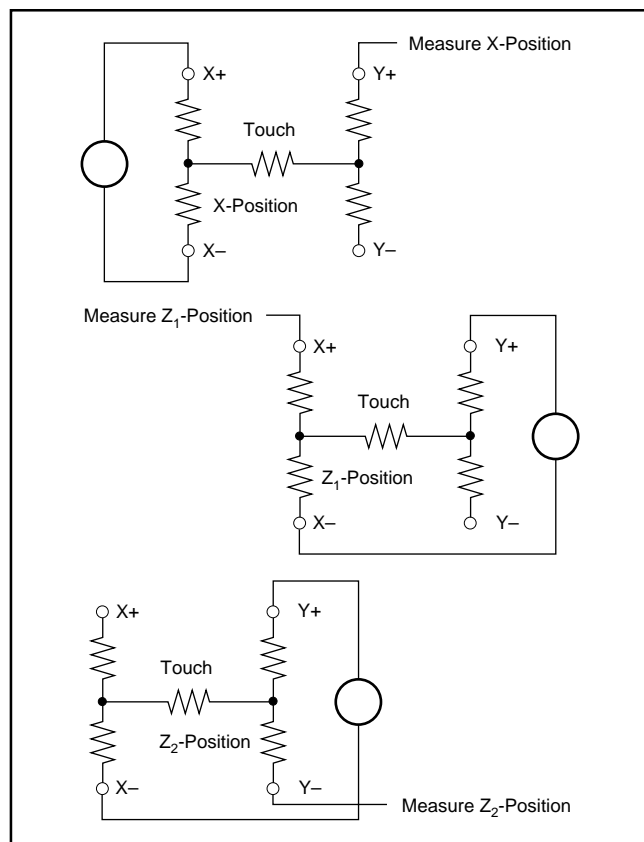 Measure X-Position
X+
Y+
Touch
X-Position
X–
Y–
Measure Z₁-Position
X+
Y+
Touch
Z₁-Position
X–
Y–
X+
Y+
Touch
Z₂-Position
X–
Y–
Measure Z₂-Position